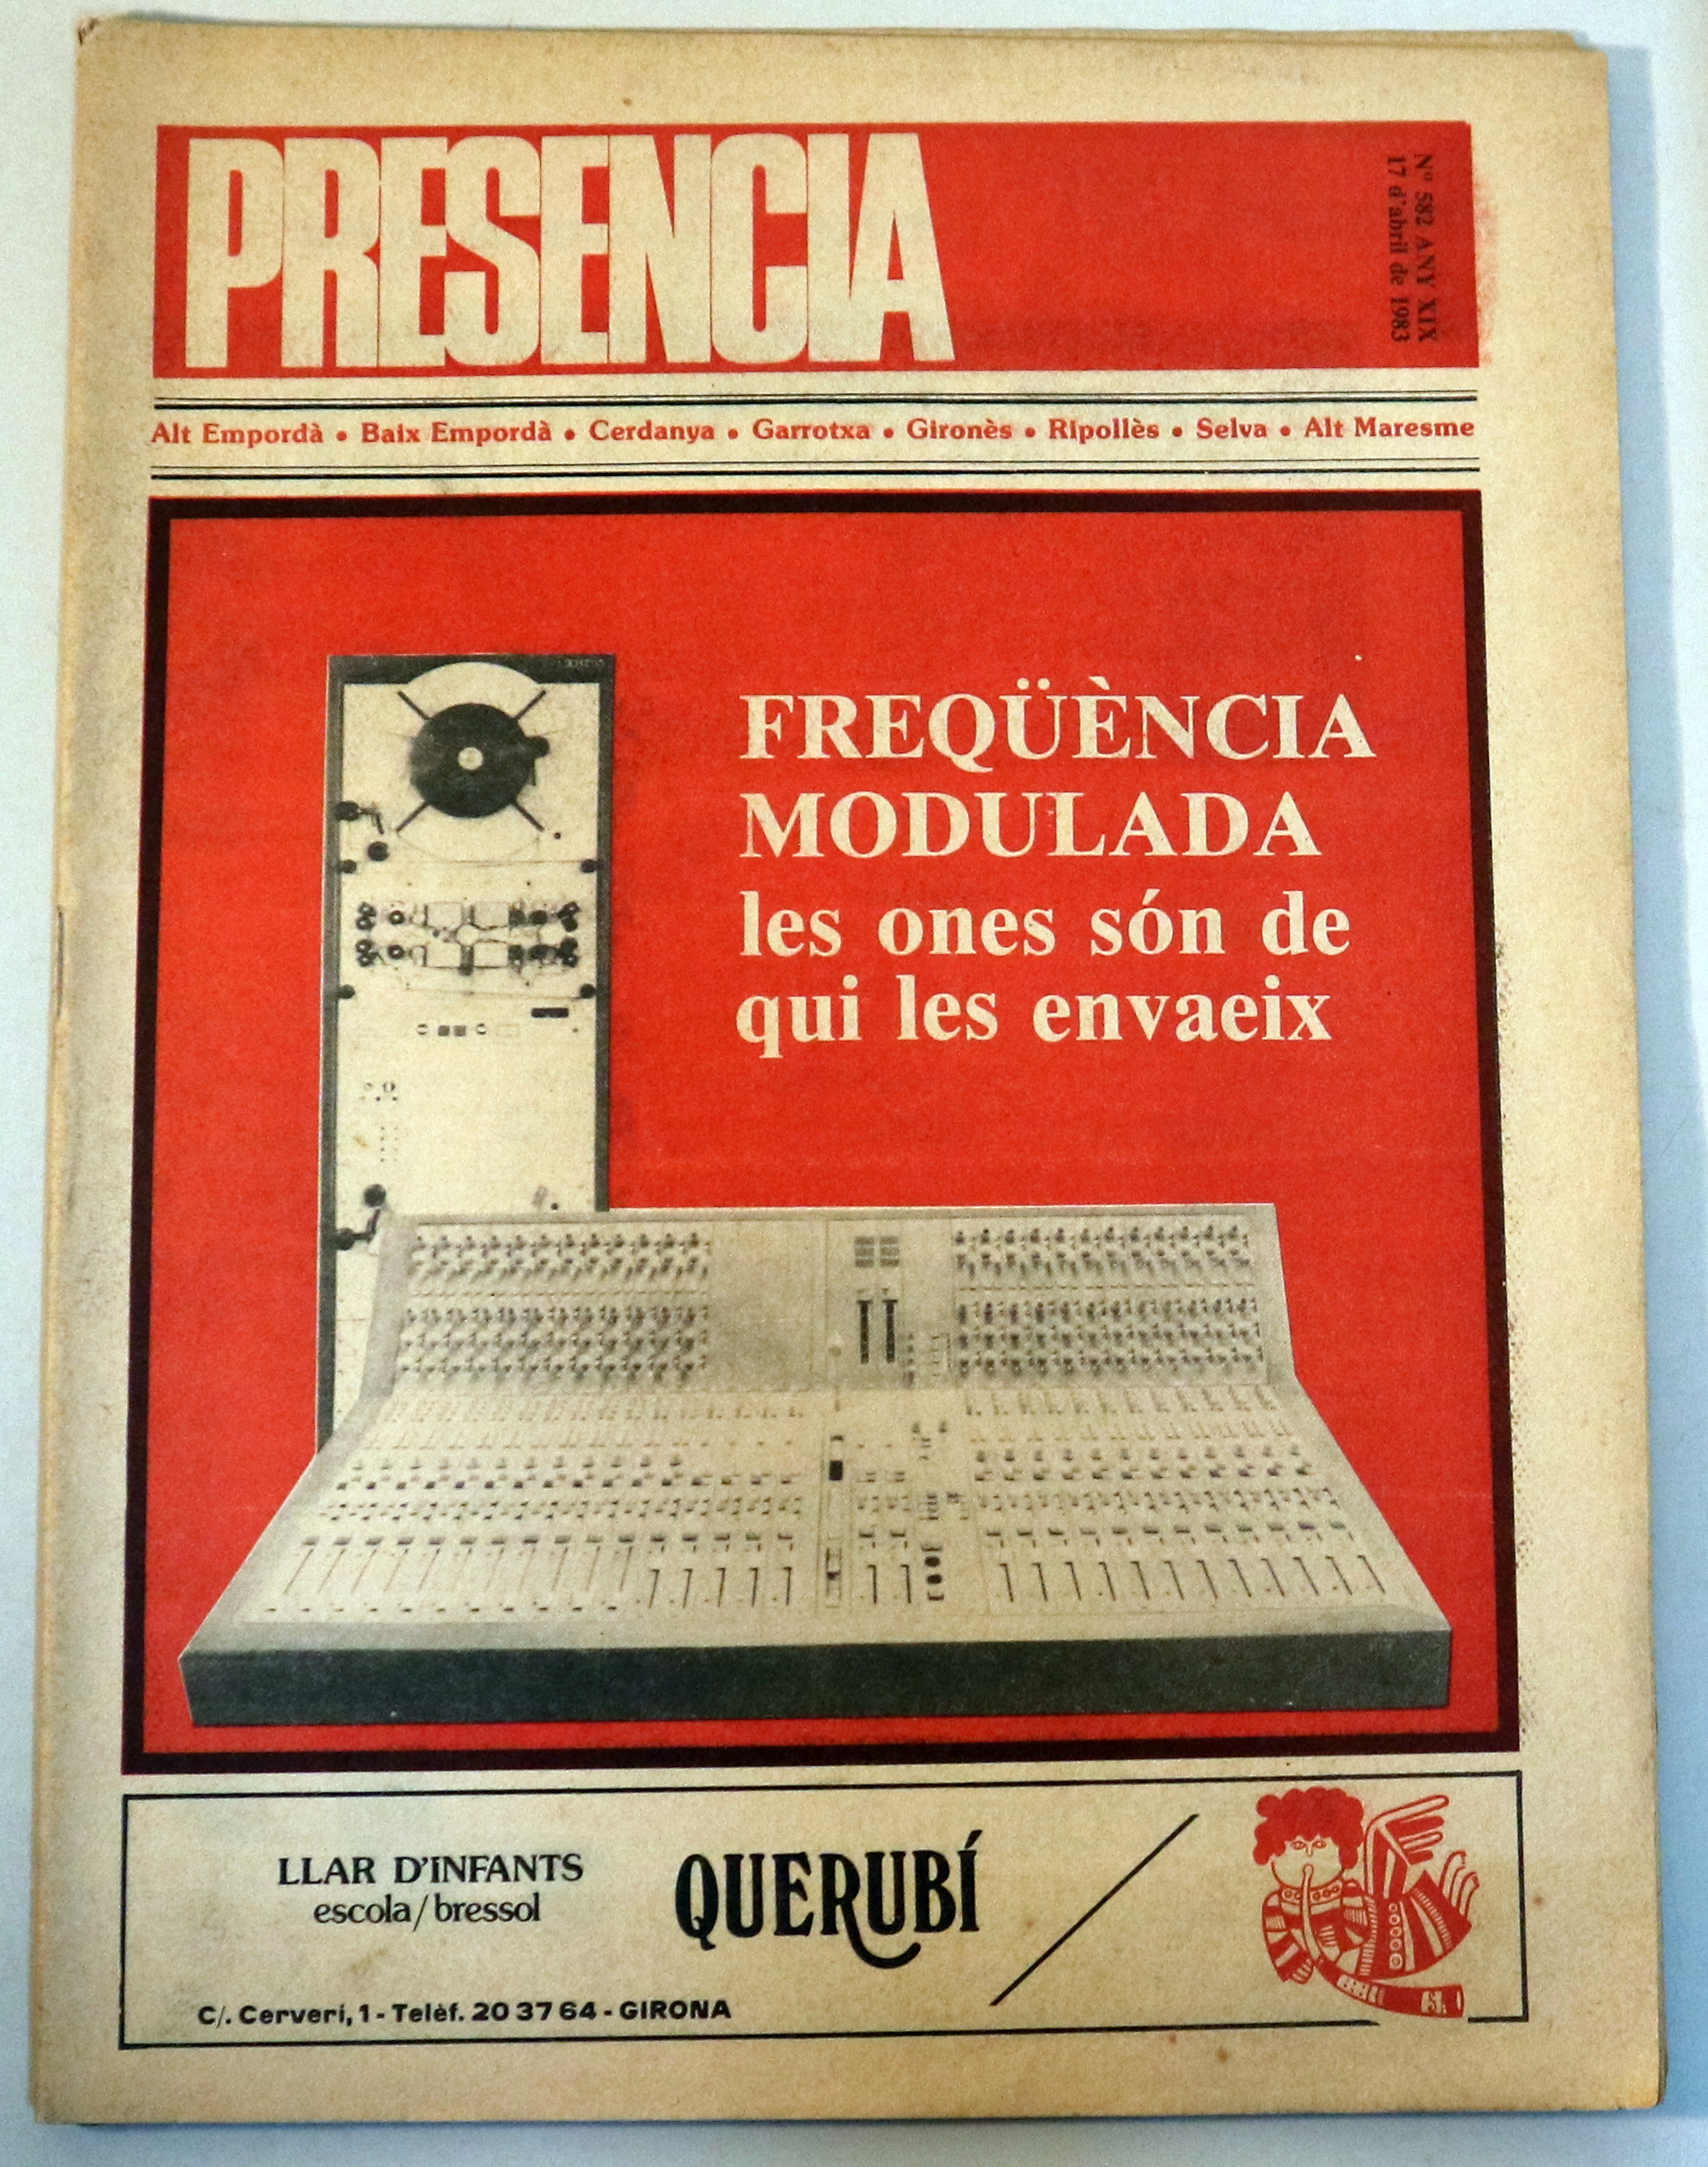 PRESENCIA
Nº 582 ANY XIX
17 d'abril de 1983
Alt Empordà • Baix Empordà • Cerdanya • Garrotxa • Gironès • Ripollès • Selva • Alt Maresme
FREQÜÈNCIA
MODULADA
les ones són de
qui les envaeix
LLAR D'INFANTS
escola/bressol
QUERUBÍ
C/. Cerverí, 1 - Telèf. 20 37 64 - GIRONA